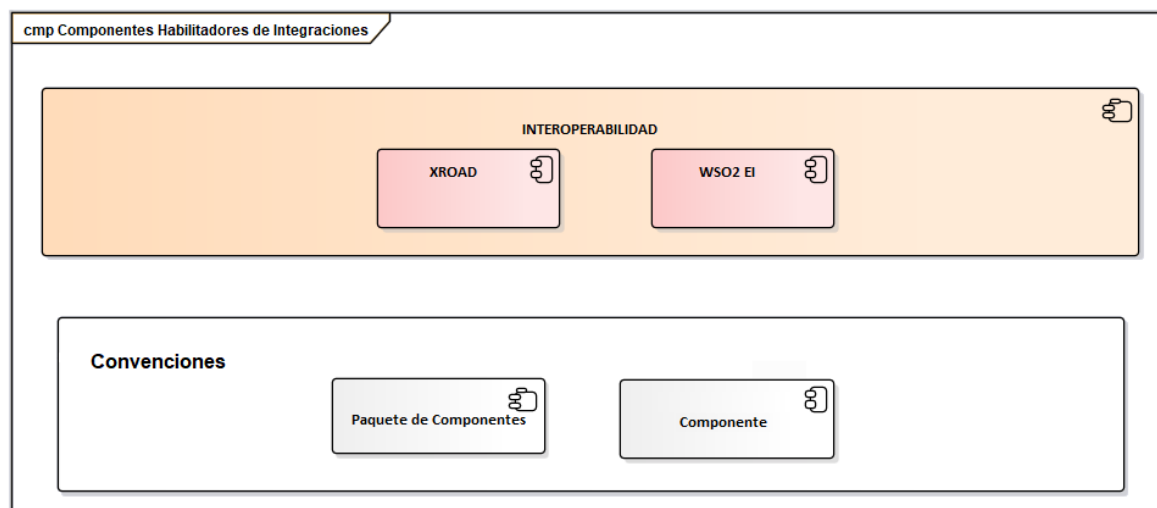 cmp Componentes Habilitadores de Integraciones
INTEROPERABILIDAD
XROAD
WSO2 EI
Convenciones
Paquete de Componentes
Componente